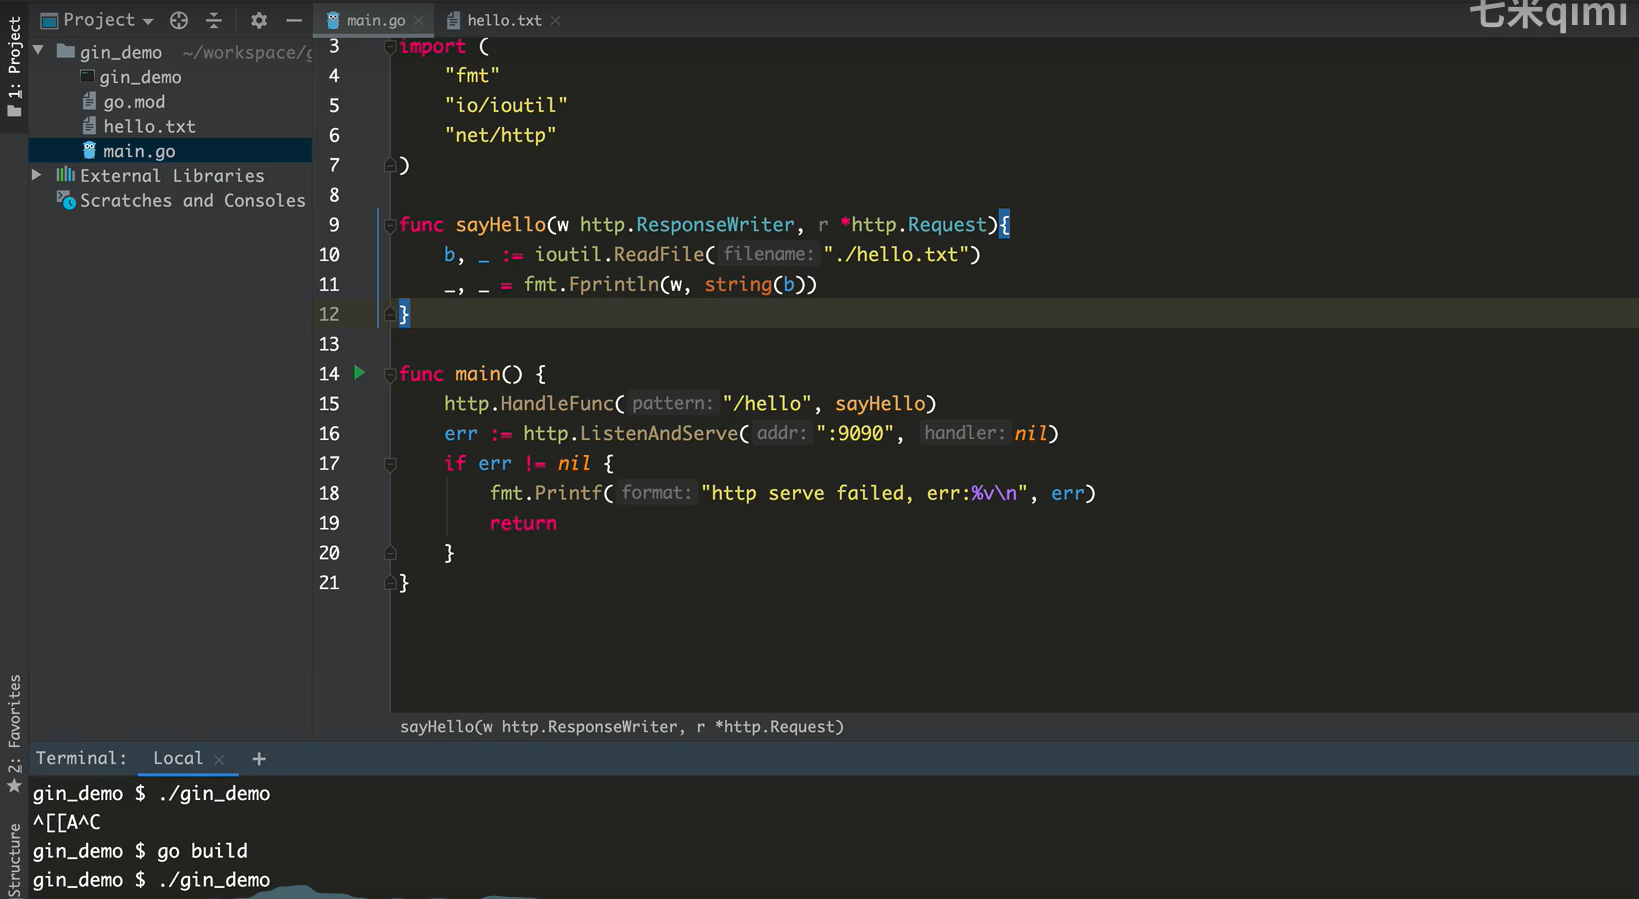 Project
main.go
hello.txt
七米qimi
1: Project
gin_demo ~/workspace/g
gin_demo
go.mod
hello.txt
main.go
External Libraries
Scratches and Consoles
3 import (
4 "fmt"
5 "io/ioutil"
6 "net/http"
7 )
8
9 func sayHello(w http.ResponseWriter, r *http.Request){
10 b, _ := ioutil.ReadFile( filename: "./hello.txt")
11 _, _ = fmt.Fprintln(w, string(b))
12 }
13
14 func main() {
15 http.HandleFunc( pattern: "/hello", sayHello)
16 err := http.ListenAndServe( addr: ":9090", handler: nil)
17 if err != nil {
18 fmt.Printf( format: "http serve failed, err:%v\n", err)
19 return
20 }
21 }
sayHello(w http.ResponseWriter, r *http.Request)
2: Favorites
Structure
Terminal: Local +
gin_demo $ ./gin_demo
^[[A^C
gin_demo $ go build
gin_demo $ ./gin_demo